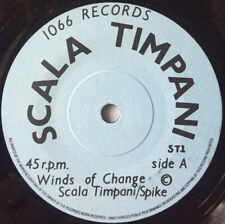 1066 RECORDS
SCALA TIMPANI
ST1
45 r.p.m. side A
Winds of Change ©
Scala Timpani/Spike